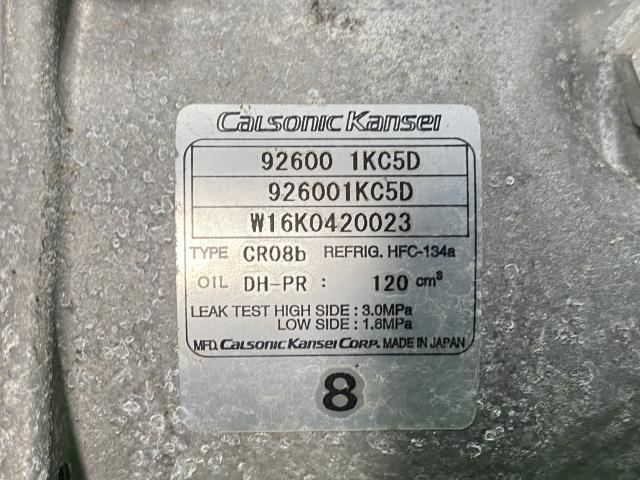 Calsonic Kansei
92600 1KC5D
926001KC5D
W16K0420023
TYPE CR08b REFRIG. HFC-134a
OIL DH-PR : 120 cm³
LEAK TEST HIGH SIDE : 3.0MPa
LOW SIDE : 1.8MPa
MFD. Calsonic Kansei Corp. MADE IN JAPAN
8